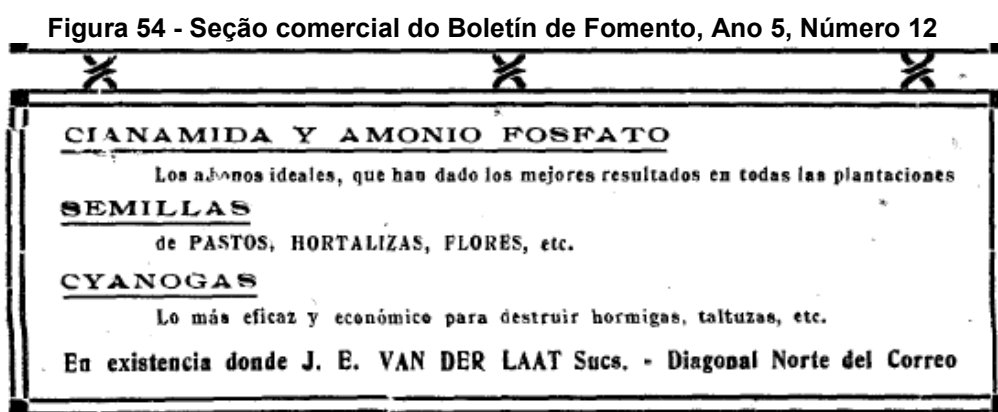 Figura 54 - Seção comercial do Boletín de Fomento, Ano 5, Número 12
CIANAMIDA Y AMONIO FOSFATO
Los abonos ideales, que han dado los mejores resultados en todas las plantaciones
SEMILLAS
de PASTOS, HORTALIZAS, FLORES, etc.
CYANOGAS
Lo más eficaz y económico para destruir hormigas, taltuzas, etc.
En existencia donde J. E. VAN DER LAAT Sucs. - Diagonal Norte del Correo